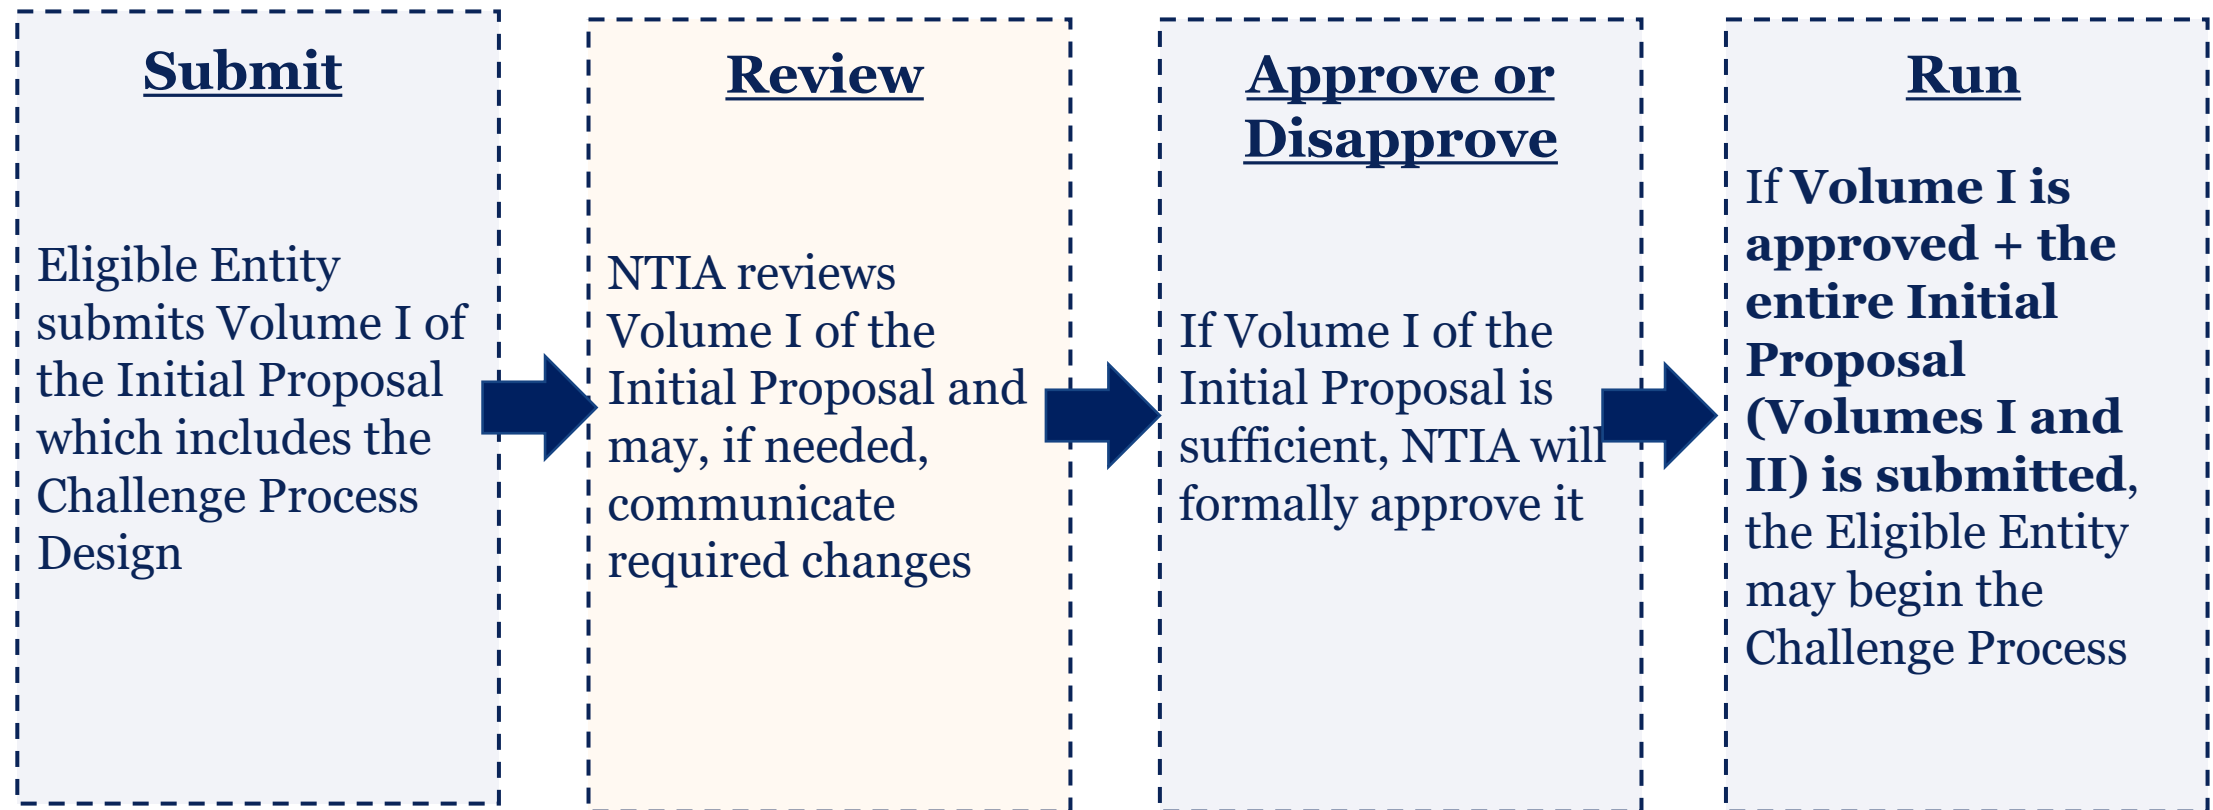 Submit
Eligible Entity
submits Volume I of
the Initial Proposal
which includes the
Challenge Process
Design
Review
NTIA reviews
Volume I of the
Initial Proposal and
may, if needed,
communicate
required changes
Approve or
Disapprove
If Volume I of the
Initial Proposal is
sufficient, NTIA will
formally approve it
Run
If Volume I is
approved + the
entire Initial
Proposal
(Volumes I and
II) is submitted,
the Eligible Entity
may begin the
Challenge Process